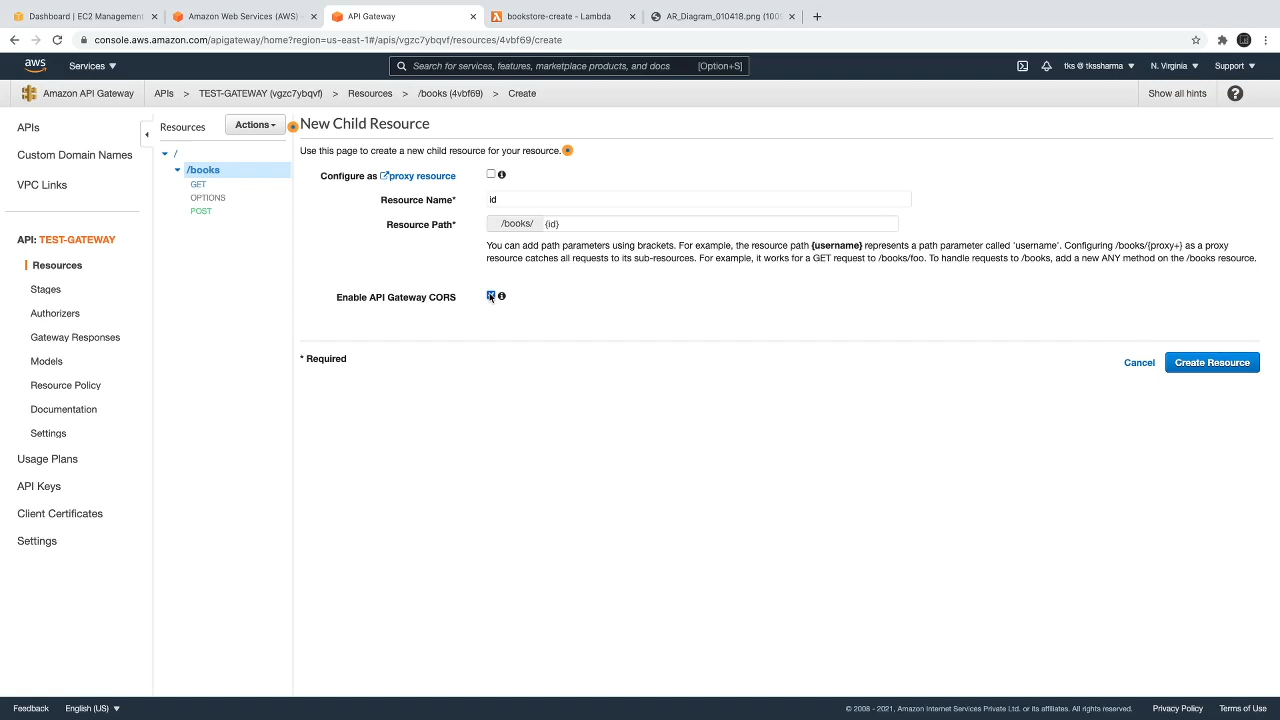 Dashboard | EC2 Management
Amazon Web Services (AWS) -
API Gateway
bookstore-create - Lambda
AR_Diagram_010418.png (100%
console.aws.amazon.com/apigateway/home?region=us-east-1#/apis/vgzc7ybqvf/resources/4vbf69/create
aws
Services
Search for services, features, marketplace products, and docs
[Option+S]
tks @ tkssharma
N. Virginia
Support
Amazon API Gateway
APIs > TEST-GATEWAY (vgzc7ybqvf) > Resources > /books (4vbf69) > Create
Show all hints
APIs
Custom Domain Names
VPC Links
API: TEST-GATEWAY
Resources
Stages
Authorizers
Gateway Responses
Models
Resource Policy
Documentation
Settings
Usage Plans
API Keys
Client Certificates
Settings
Resources
Actions
/
/books
GET
OPTIONS
POST
New Child Resource
Use this page to create a new child resource for your resource.
Configure as proxy resource
Resource Name*
id
Resource Path*
/books/
{id}
You can add path parameters using brackets. For example, the resource path {username} represents a path parameter called 'username'. Configuring /books/{proxy+} as a proxy
resource catches all requests to its sub-resources. For example, it works for a GET request to /books/foo. To handle requests to /books, add a new ANY method on the /books resource.
Enable API Gateway CORS
* Required
Cancel
Create Resource
Feedback
English (US)
© 2008 - 2021, Amazon Internet Services Private Ltd. or its affiliates. All rights reserved.
Privacy Policy
Terms of Use